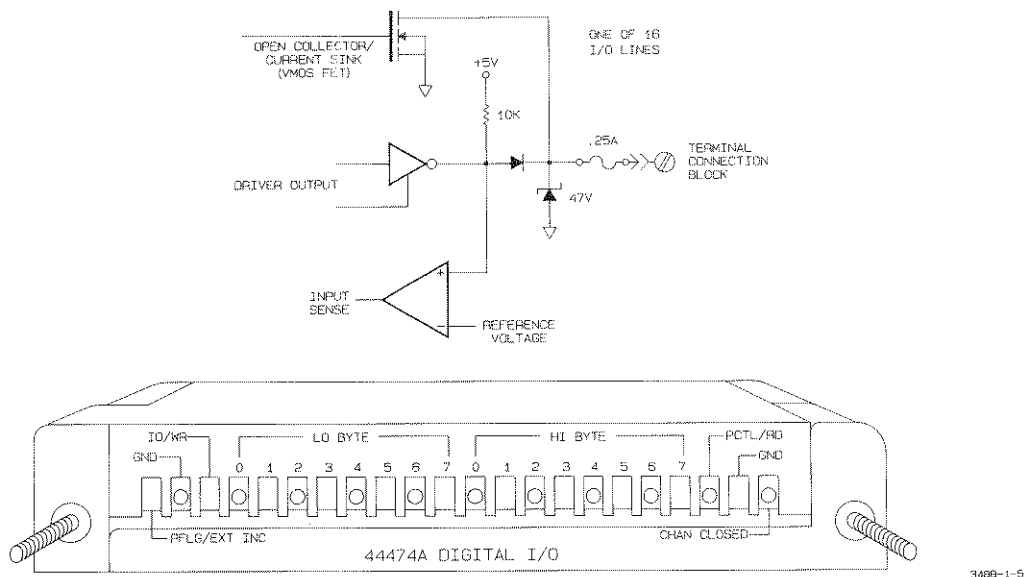 ONE OF 16
I/O LINES
OPEN COLLECTOR/
CURRENT SINK
(VMOS FET)
+5V
10K
.25A
TERMINAL
CONNECTION
BLOCK
DRIVER OUTPUT
47V
+
INPUT
SENSE
-
REFERENCE
VOLTAGE
IO/WR
LO BYTE
HI BYTE
PCTL/RD
GND
GND
0 1 2 3 4 5 6 7 0 1 2 3 4 5 6 7
PFLG/EXT INC
CHAN CLOSED
44474A DIGITAL I/O
3488-1-5